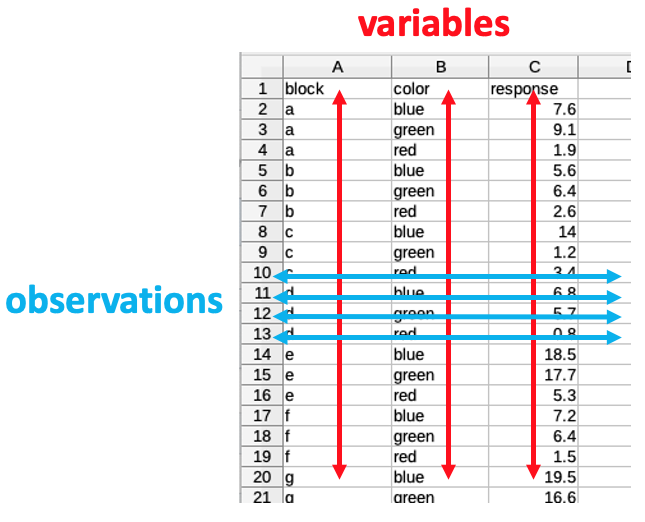 variables
A B C D
1 block color response
2 a blue 7.6
3 a green 9.1
4 a red 1.9
5 b blue 5.6
6 b green 6.4
7 b red 2.6
8 c blue 14
9 c green 1.2
10 c red 3.4
observations
11 d blue 6.8
12 d green 5.7
13 d red 0.8
14 e blue 18.5
15 e green 17.7
16 e red 5.3
17 f blue 7.2
18 f green 6.4
19 f red 1.5
20 g blue 19.5
21 g green 16.6